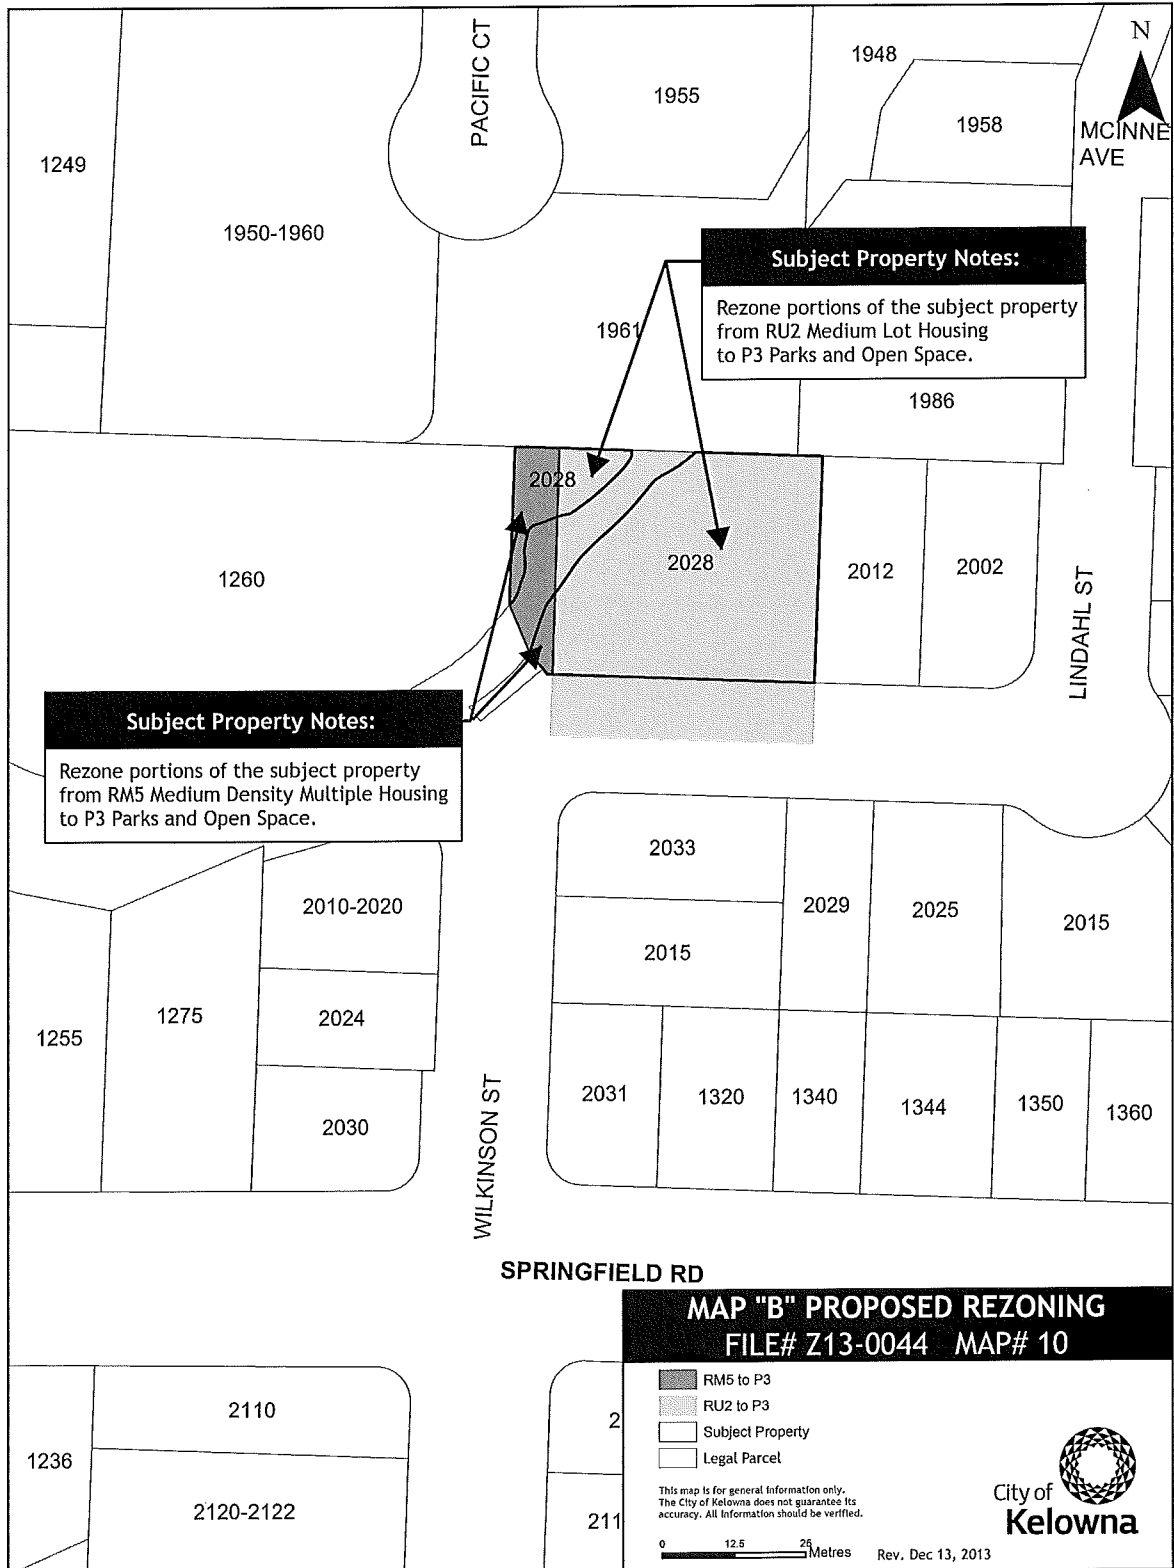 N
PACIFIC CT
1948
1955
1958
MCINNE
AVE
1249
1950-1960
Subject Property Notes:
Rezone portions of the subject property
from RU2 Medium Lot Housing
to P3 Parks and Open Space.
1961
1986
2028
2028
1260
2012
2002
LINDAHL ST
Subject Property Notes:
Rezone portions of the subject property
from RM5 Medium Density Multiple Housing
to P3 Parks and Open Space.
2033
2010-2020
2029
2025
2015
2015
1275
2024
1255
2031
1320
1340
1344
1350
1360
2030
WILKINSON ST
SPRINGFIELD RD
MAP "B" PROPOSED REZONING
FILE# Z13-0044 MAP# 10
RM5 to P3
RU2 to P3
Subject Property
Legal Parcel
This map is for general information only.
The City of Kelowna does not guarantee its
accuracy. All information should be verified.
0 12.5 25 Metres
Rev. Dec 13, 2013
City of
Kelowna
2110
2
1236
2120-2122
211